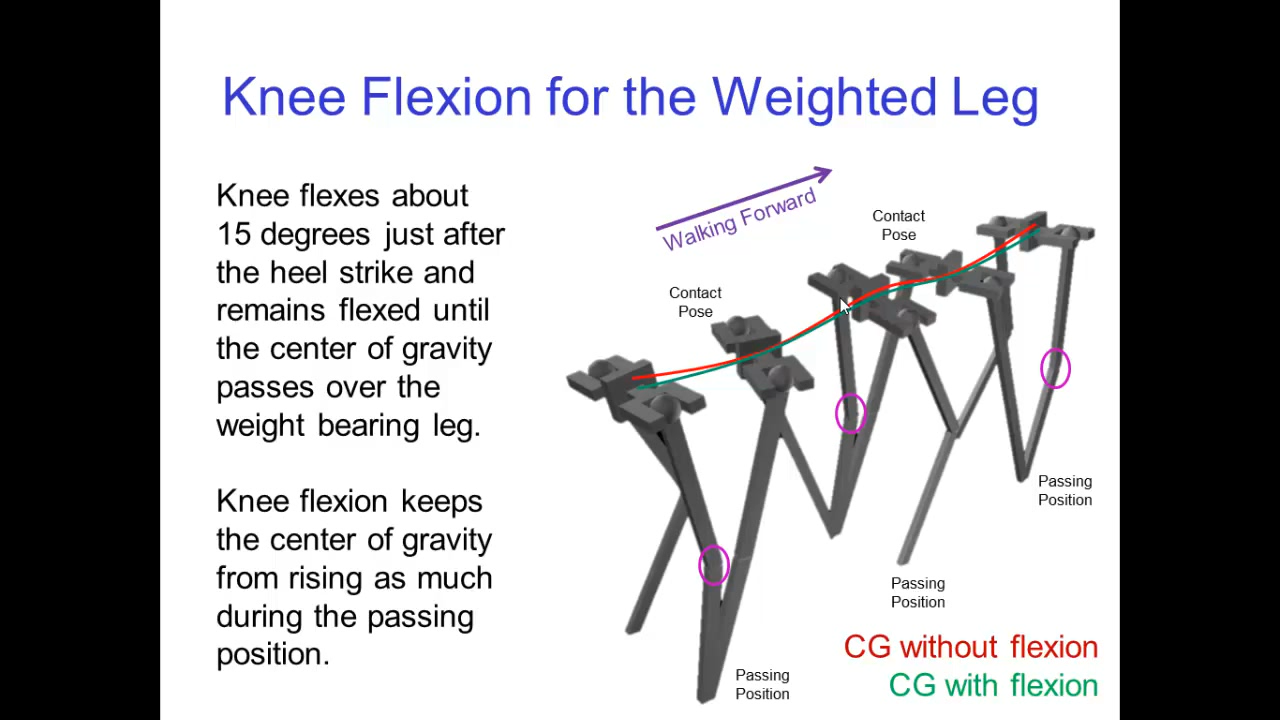 Knee Flexion for the Weighted Leg
Knee flexes about
15 degrees just after
the heel strike and
remains flexed until
the center of gravity
passes over the
weight bearing leg.
Knee flexion keeps
the center of gravity
from rising as much
during the passing
position.
Walking Forward
Contact
Pose
Contact
Pose
Passing
Position
Passing
Position
Passing
Position
CG without flexion
CG with flexion